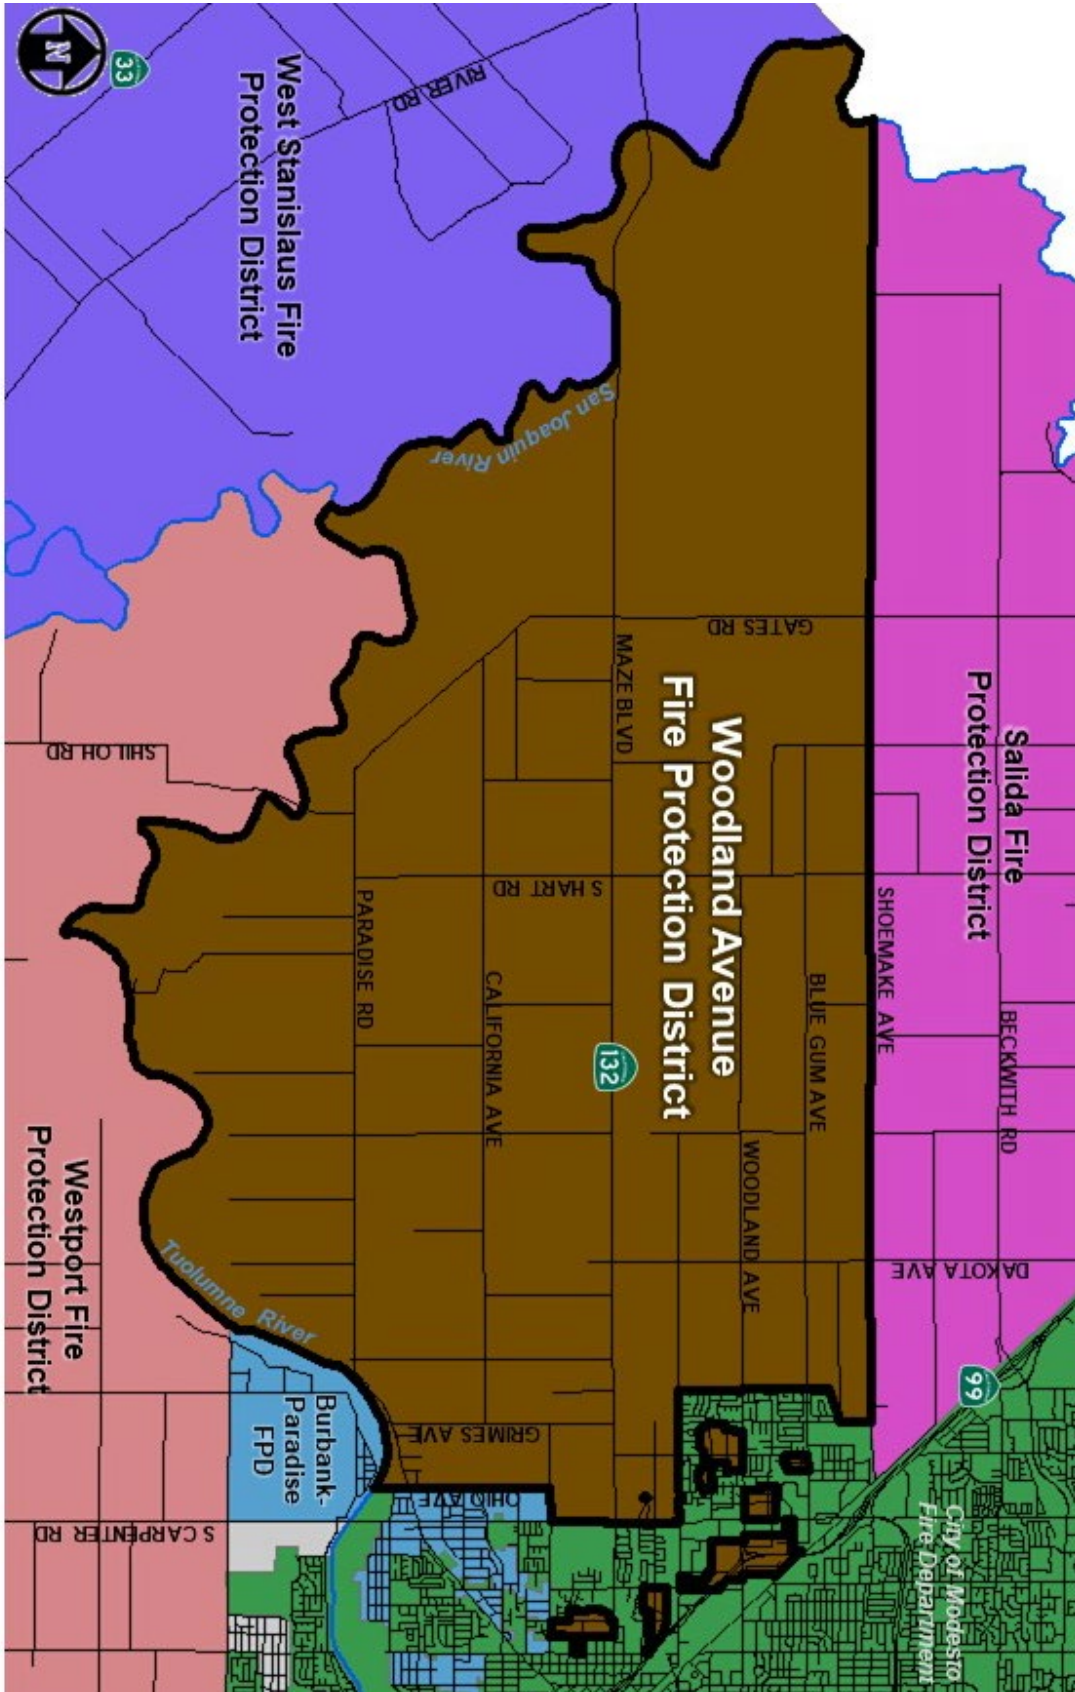 N
33
West Stanislaus Fire
Protection District
RIVER RD
San Joaquin River
GATES RD
MAZE BLVD
Woodland Avenue
Fire Protection District
Salida Fire
Protection District
SHILOH RD
S HART RD
PARADISE RD
CALIFORNIA AVE
132
BLUE GUM AVE
SHOEMAKE AVE
BECKWITH RD
WOODLAND AVE
DAKOTA AVE
99
Westport Fire
Protection District
Tuolumne River
Burbank-
Paradise
FPD
GRIMES AVE
OHIO AVE
S CARPENTER RD
City of Modesto
Fire Department